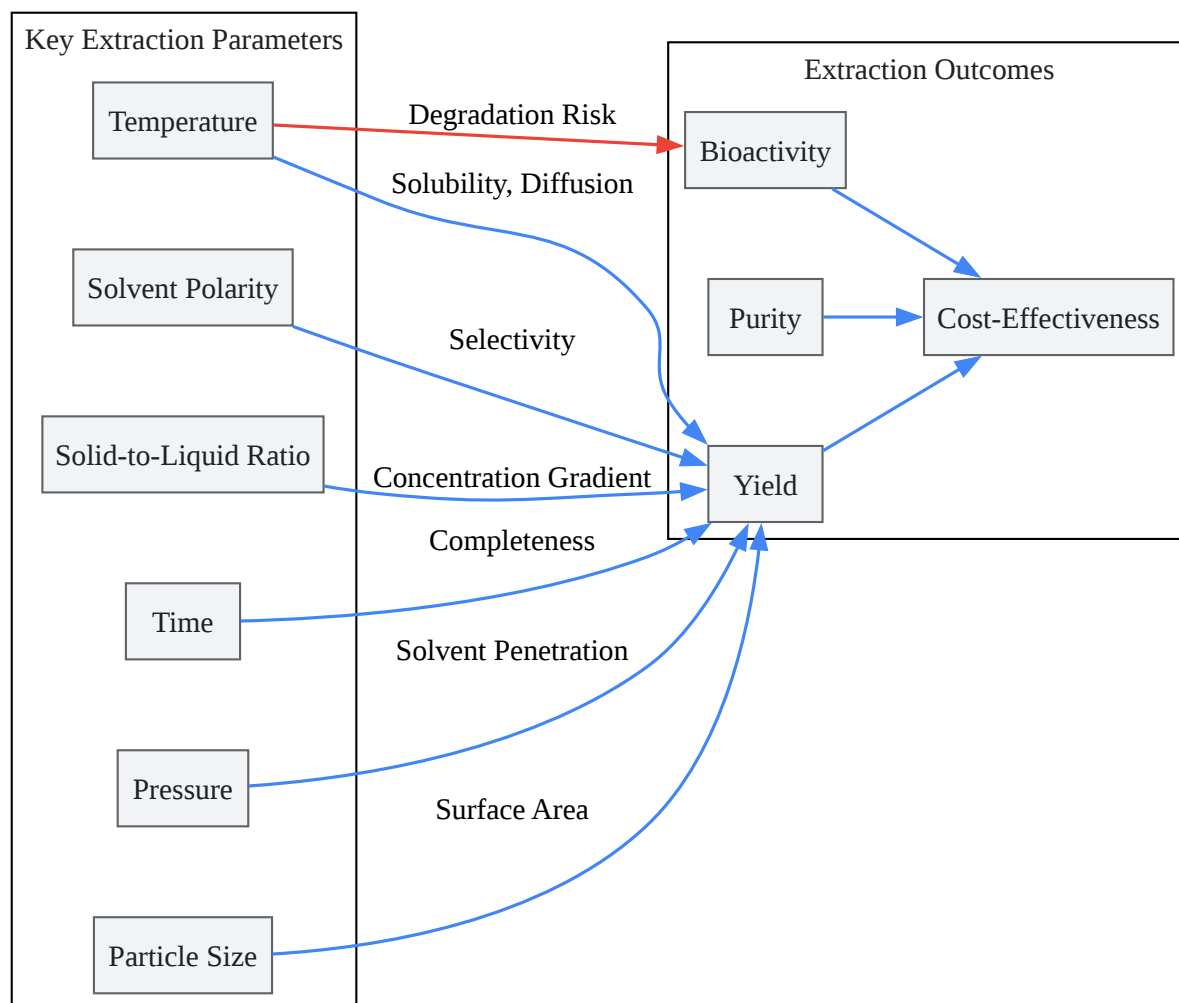 Key Extraction Parameters
Extraction Outcomes
Temperature
Degradation Risk
Bioactivity
Solubility, Diffusion
Solvent Polarity
Purity
Cost-Effectiveness
Selectivity
Solid-to-Liquid Ratio
Concentration Gradient
Yield
Completeness
Time
Solvent Penetration
Pressure
Surface Area
Particle Size